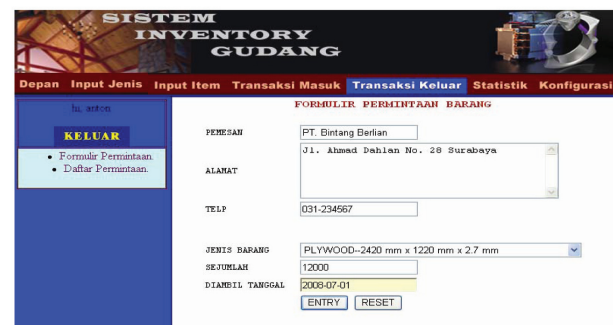 SISTEM
INVENTORY
GUDANG
Depan Input Jenis Input Item Transaksi Masuk Transaksi Keluar Statistik Konfigurasi
hi, anton
KELUAR
Formulir Permintaan.
Daftar Permintaan.
FORMULIR PERMINTAAN BARANG
PEMESAN PT. Bintang Berlian
ALAMAT Jl. Ahmad Dahlan No. 28 Surabaya
TELP 031-234567
JENIS BARANG PLYWOOD--2420 mm x 1220 mm x 2.7 mm
SEJUMLAH 12000
DIAMBIL TANGGAL 2008-07-01
ENTRY RESET